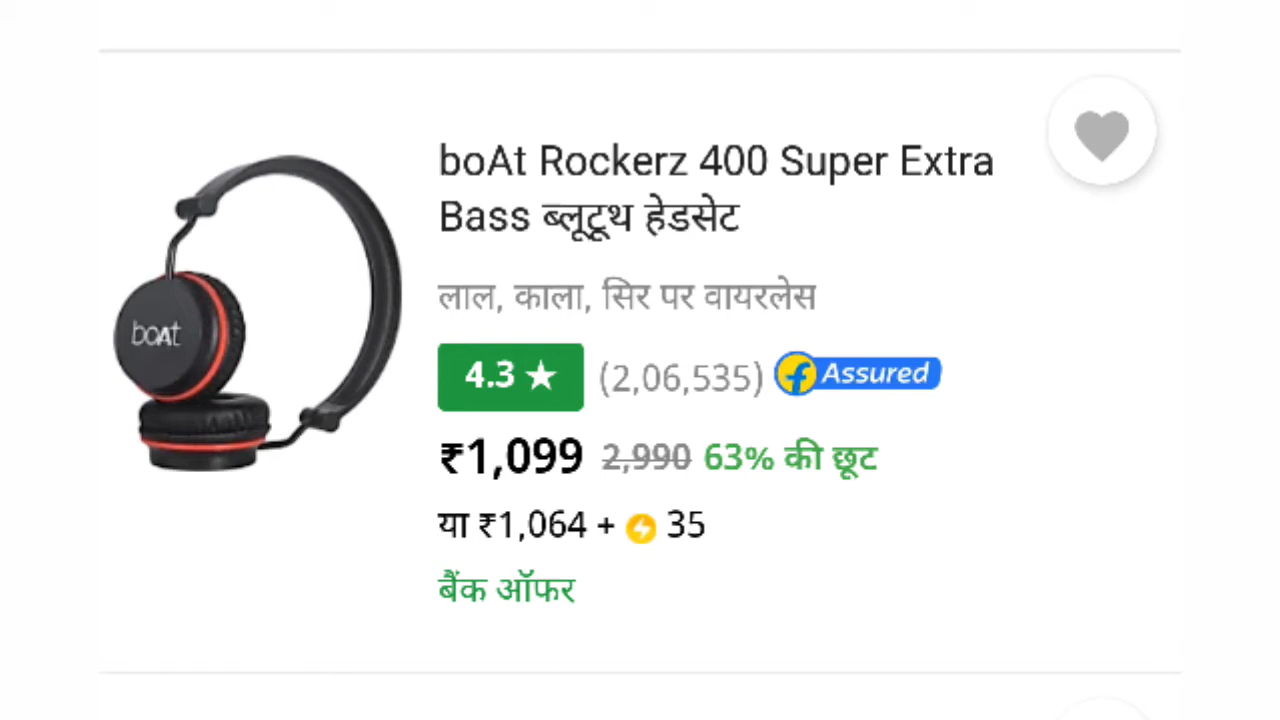 boAt Rockerz 400 Super Extra
Bass ब्लूटूथ हेडसेट
लाल, काला, सिर पर वायरलेस
boAt
4.3 ★ (2,06,535) f Assured
₹1,099 2,990 63% की छूट
या ₹1,064 + 35
बैंक ऑफर